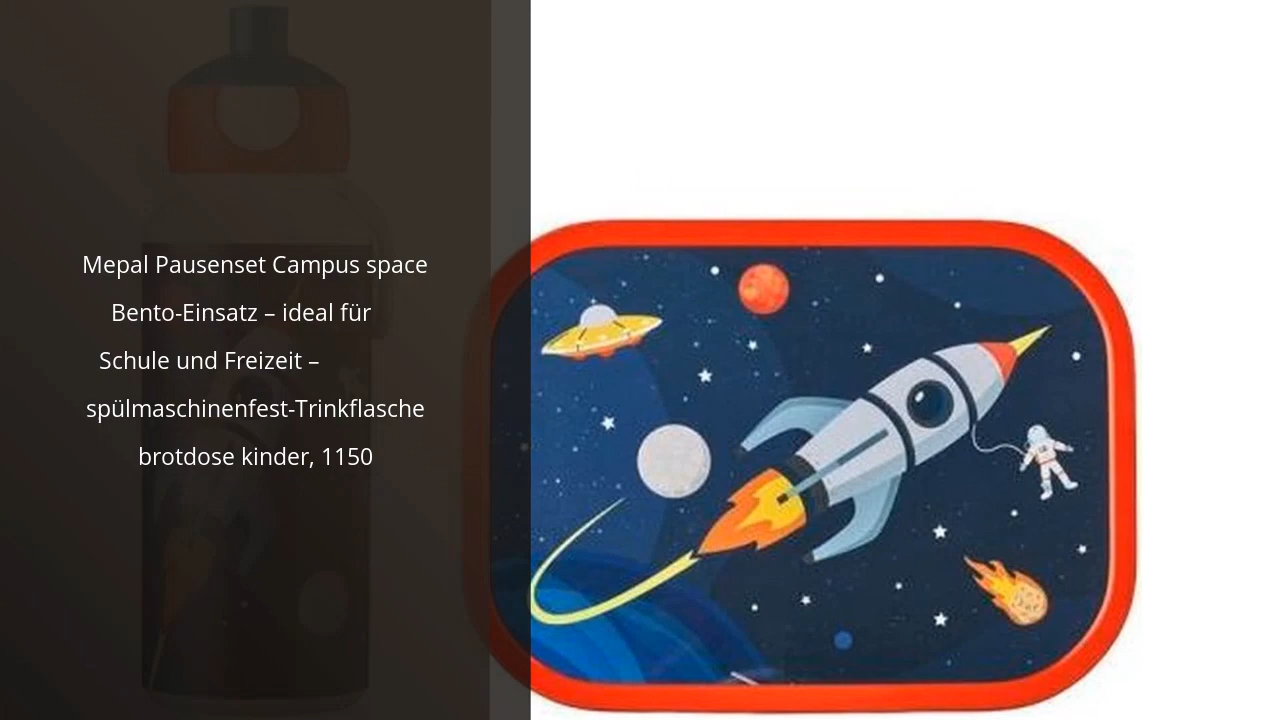 Mepal Pausenset Campus space
Bento-Einsatz – ideal für
Schule und Freizeit –
spülmaschinenfest-Trinkflasche
brotdose kinder, 1150